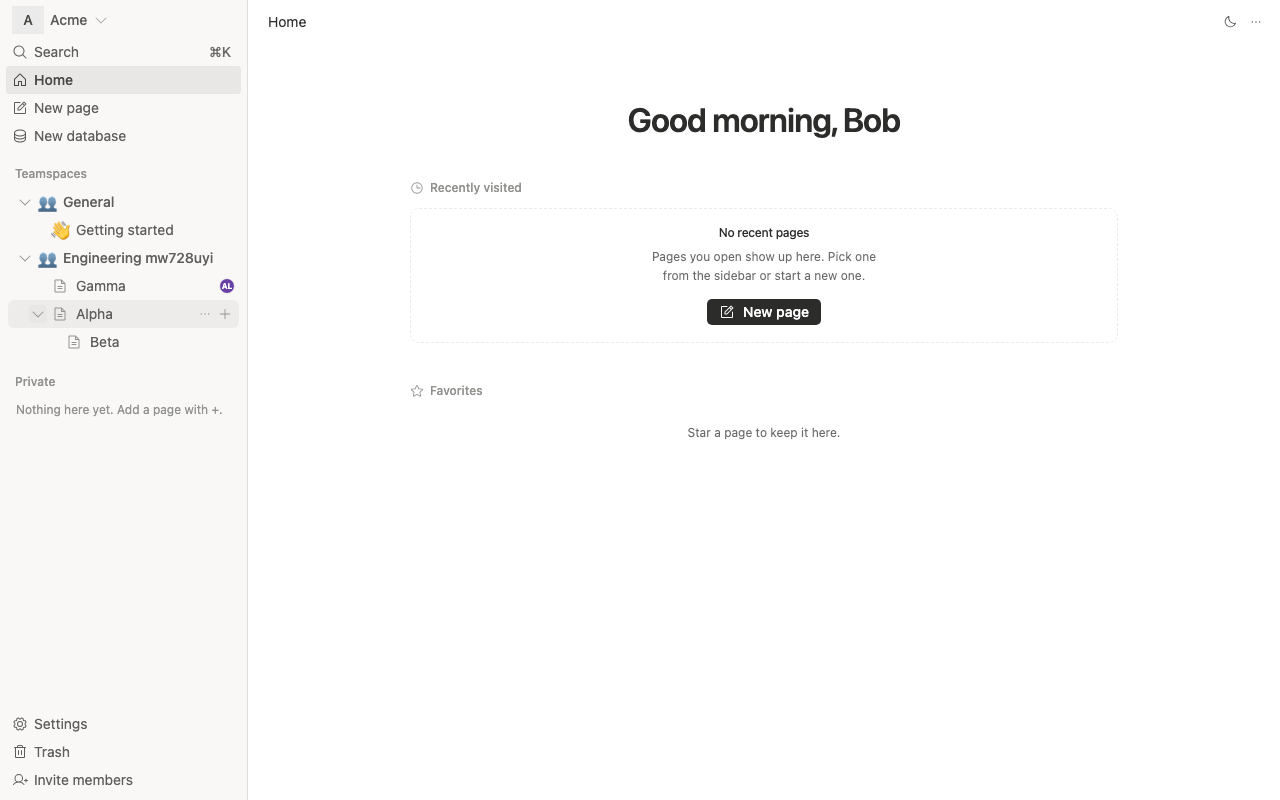 A Acme
Search ⌘K
Home
New page
New database
Teamspaces
General
Getting started
Engineering mw728uyi
Gamma AL
Alpha
Beta
Private
Nothing here yet. Add a page with +.
Settings
Trash
Invite members
Home
Good morning, Bob
Recently visited
No recent pages
Pages you open show up here. Pick one
from the sidebar or start a new one.
New page
Favorites
Star a page to keep it here.